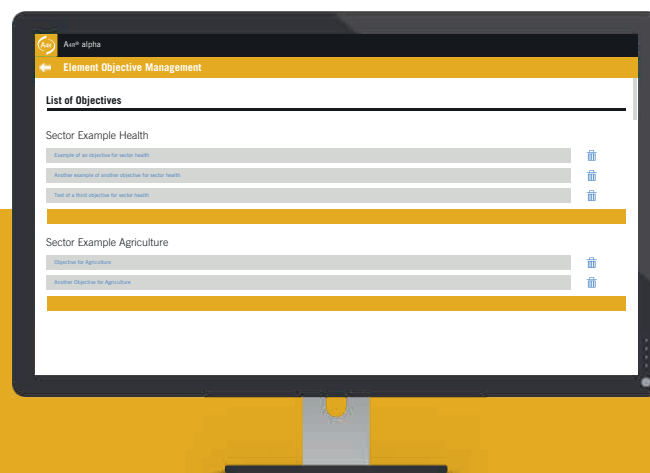 A4R
A4R® alpha
Element Objective Management
List of Objectives
Sector Example Health
Example of an objective for sector health
Another example of another objective for sector health
Test of a third objective for sector health
Sector Example Agriculture
Objective for Agriculture
Another Objective for Agriculture